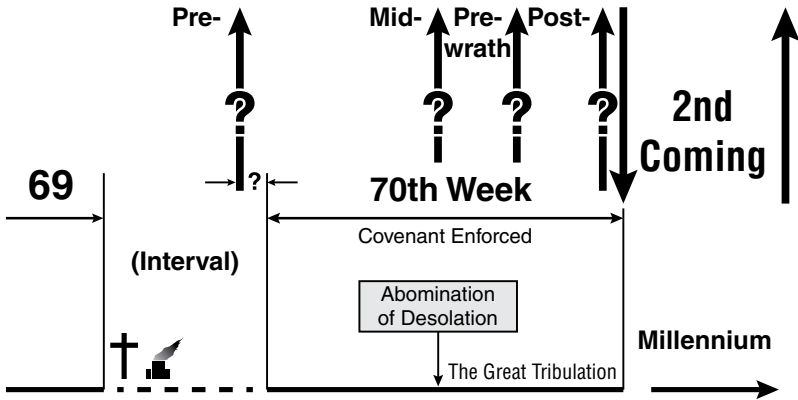 Pre-
Mid-
Pre-
wrath
Post-
?
?
?
?
2nd
Coming
69
?
70th Week
Covenant Enforced
(Interval)
Abomination
of Desolation
The Great Tribulation
Millennium